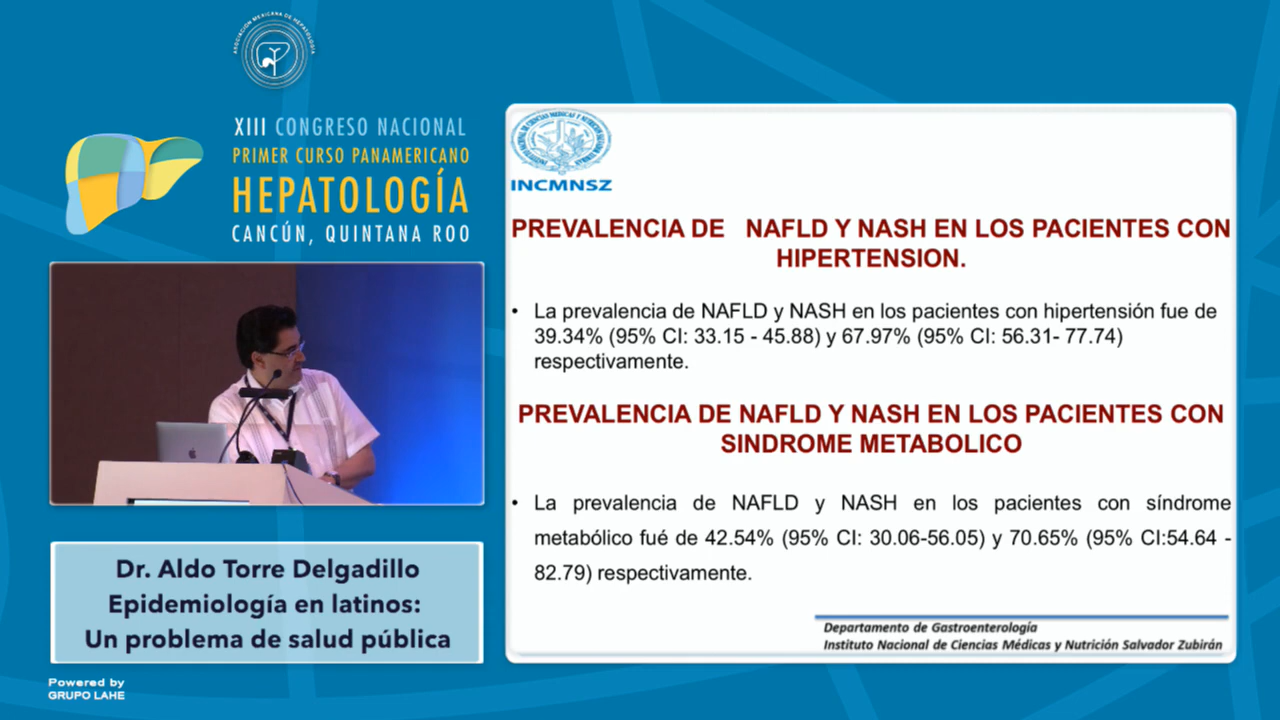 ASOCIACIÓN MEXICANA DE HEPATOLOGÍA
XIII CONGRESO NACIONAL
PRIMER CURSO PANAMERICANO
HEPATOLOGÍA
CANCÚN, QUINTANA ROO
Dr. Aldo Torre Delgadillo
Epidemiología en latinos:
Un problema de salud pública
Powered by
GRUPO LAHE
INCMNSZ
PREVALENCIA DE NAFLD Y NASH EN LOS PACIENTES CON
HIPERTENSION.
• La prevalencia de NAFLD y NASH en los pacientes con hipertensión fue de
39.34% (95% CI: 33.15 - 45.88) y 67.97% (95% CI: 56.31- 77.74)
respectivamente.
PREVALENCIA DE NAFLD Y NASH EN LOS PACIENTES CON
SINDROME METABOLICO
• La prevalencia de NAFLD y NASH en los pacientes con síndrome
metabólico fué de 42.54% (95% CI: 30.06-56.05) y 70.65% (95% CI:54.64 -
82.79) respectivamente.
Departamento de Gastroenterología
Instituto Nacional de Ciencias Médicas y Nutrición Salvador Zubirán